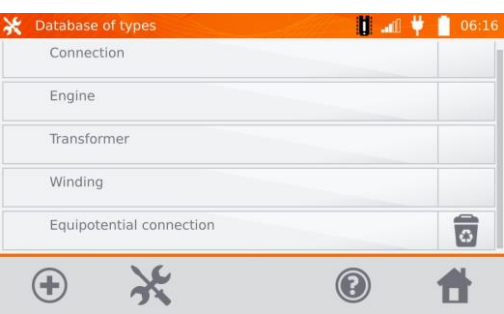 Database of types
06:16
Connection
Engine
Transformer
Winding
Equipotential connection